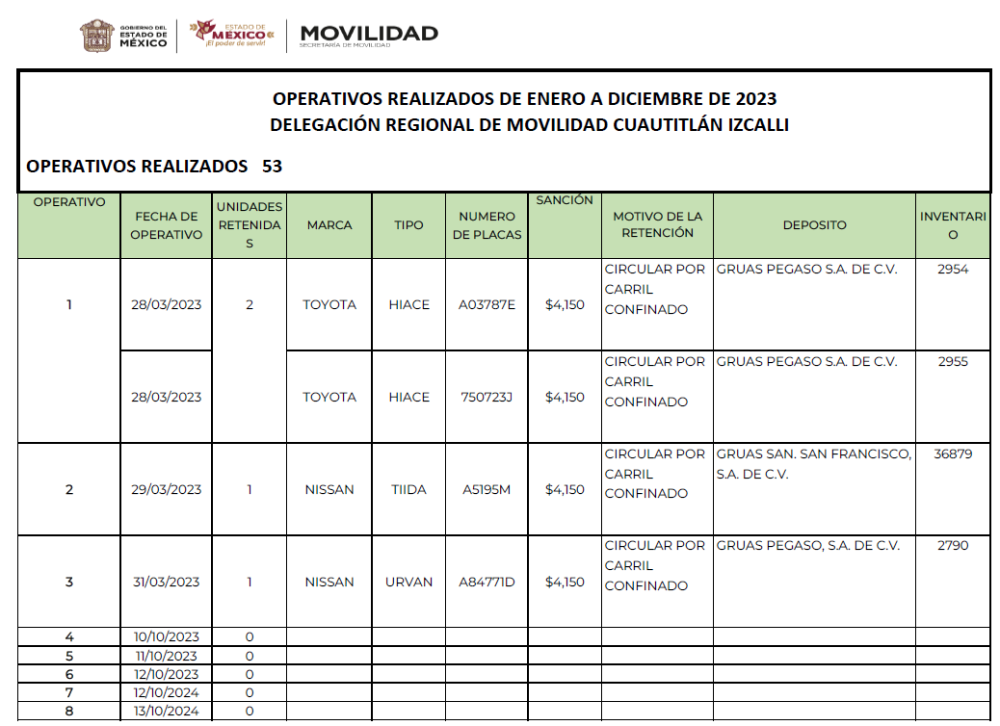 GOBIERNO DEL
ESTADO DE
MÉXICO
ESTADO DE
MÉXICO
¡El poder de servir!
MOVILIDAD
SECRETARÍA DE MOVILIDAD
OPERATIVOS REALIZADOS DE ENERO A DICIEMBRE DE 2023
DELEGACIÓN REGIONAL DE MOVILIDAD CUAUTITLÁN IZCALLI
OPERATIVOS REALIZADOS 53
OPERATIVO
FECHA DE
OPERATIVO
UNIDADES
RETENIDA
S
MARCA
TIPO
NUMERO
DE PLACAS
SANCIÓN
MOTIVO DE LA
RETENCIÓN
DEPOSITO
INVENTARI
O
1
28/03/2023
2
TOYOTA
HIACE
A03787E
$4,150
CIRCULAR POR
CARRIL
CONFINADO
GRUAS PEGASO S.A. DE C.V.
2954
28/03/2023
TOYOTA
HIACE
750723J
$4,150
CIRCULAR POR
CARRIL
CONFINADO
GRUAS PEGASO S.A. DE C.V.
2955
2
29/03/2023
1
NISSAN
TIIDA
A5195M
$4,150
CIRCULAR POR
CARRIL
CONFINADO
GRUAS SAN. SAN FRANCISCO,
S.A. DE C.V.
36879
3
31/03/2023
1
NISSAN
URVAN
A84771D
$4,150
CIRCULAR POR
CARRIL
CONFINADO
GRUAS PEGASO, S.A. DE C.V.
2790
4 10/10/2023 0
5 11/10/2023 0
6 12/10/2023 0
7 12/10/2024 0
8 13/10/2024 0